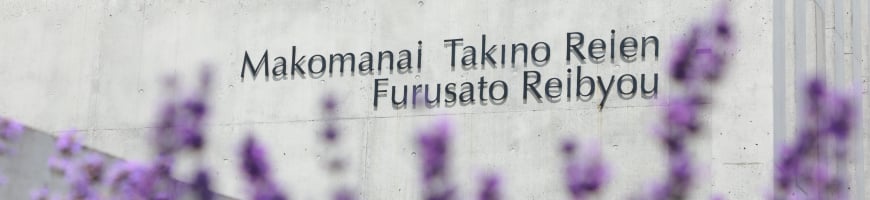 Makomanai Takino Reien
Furusato Reibyou